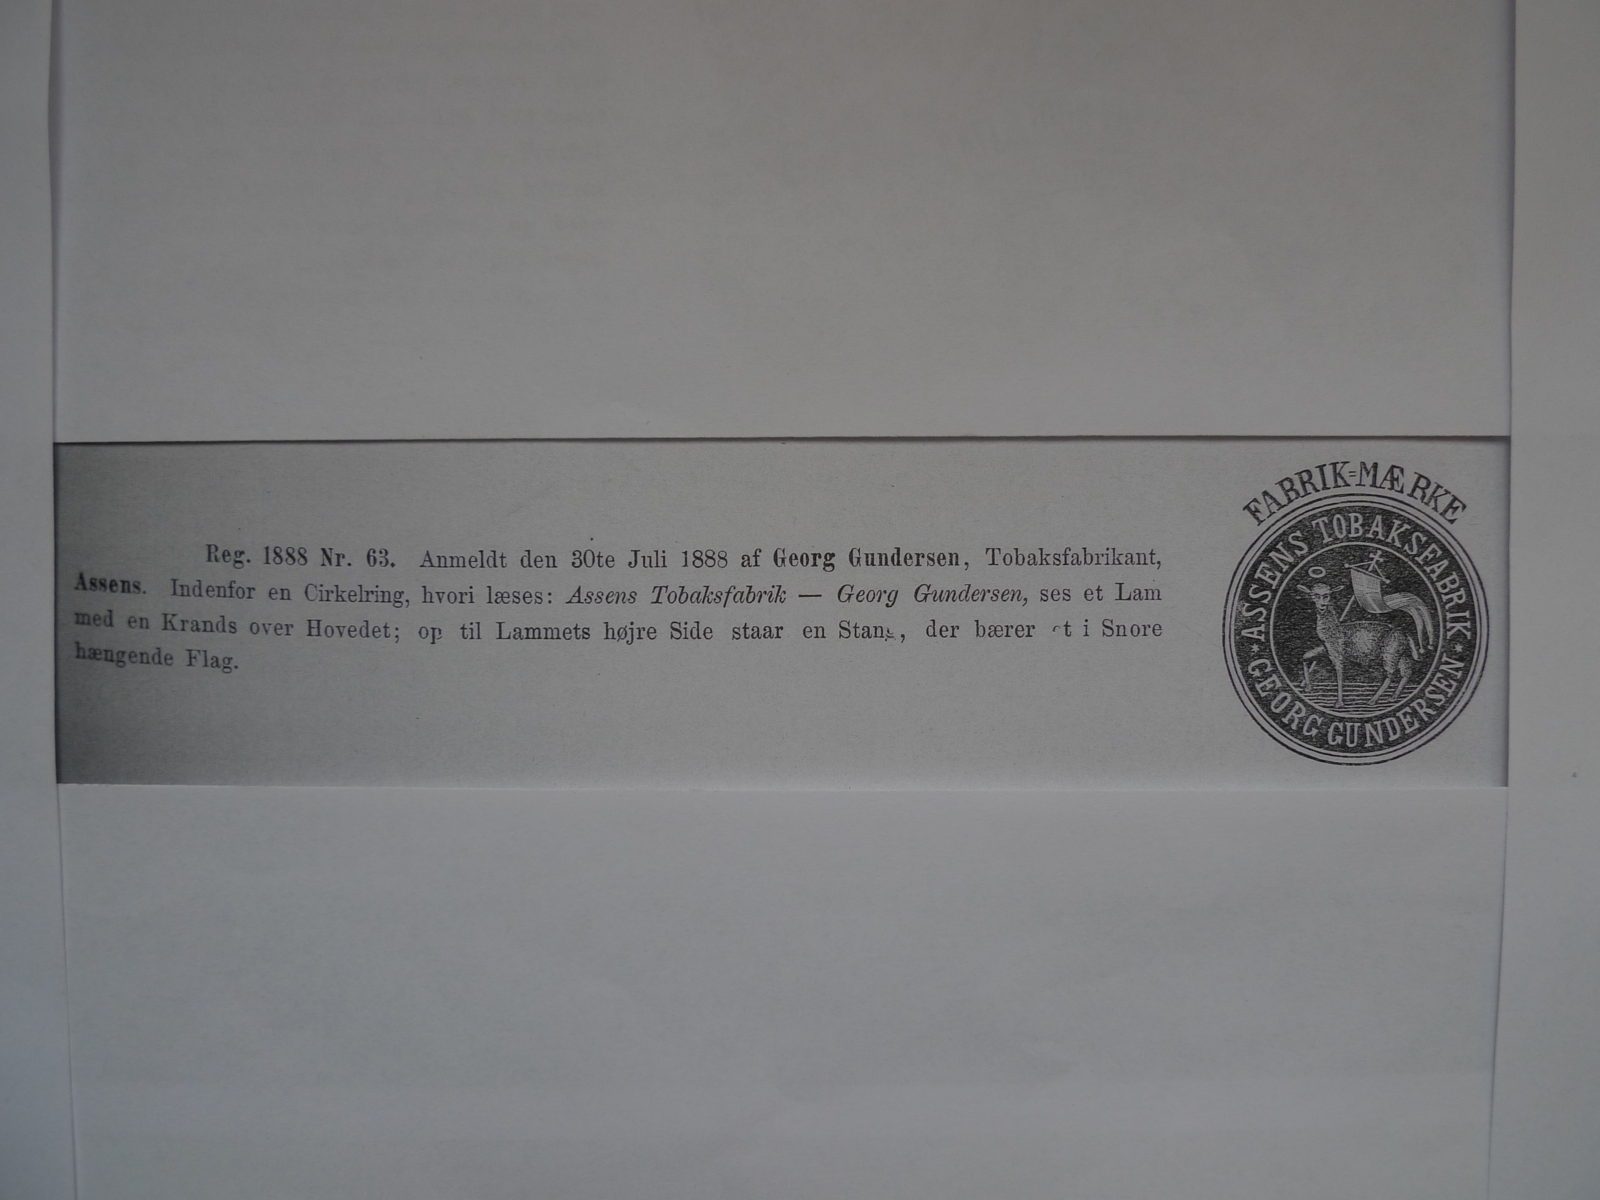 Reg. 1888 Nr. 63. Anmeldt den 30te Juli 1888 af Georg Gundersen, Tobaksfabrikant,
Assens. Indenfor en Cirkelring, hvori læses: Assens Tobaksfabrik — Georg Gundersen, ses et Lam
med en Krands over Hovedet; op til Lammets højre Side staar en Stang, der bærer et i Snore
hængende Flag.
FABRIK=MÆRKE
ASSENS TOBAKSFABRIK
GEORG GUNDERSEN